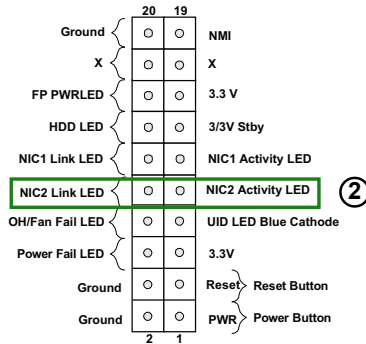 20 19
Ground NMI
X X
FP PWRLED 3.3 V
HDD LED 3/3V Stby
NIC1 Link LED NIC1 Activity LED
NIC2 Link LED NIC2 Activity LED 2
OH/Fan Fail LED UID LED Blue Cathode
Power Fail LED 3.3V
Ground Reset Reset Button
Ground PWR Power Button
2 1